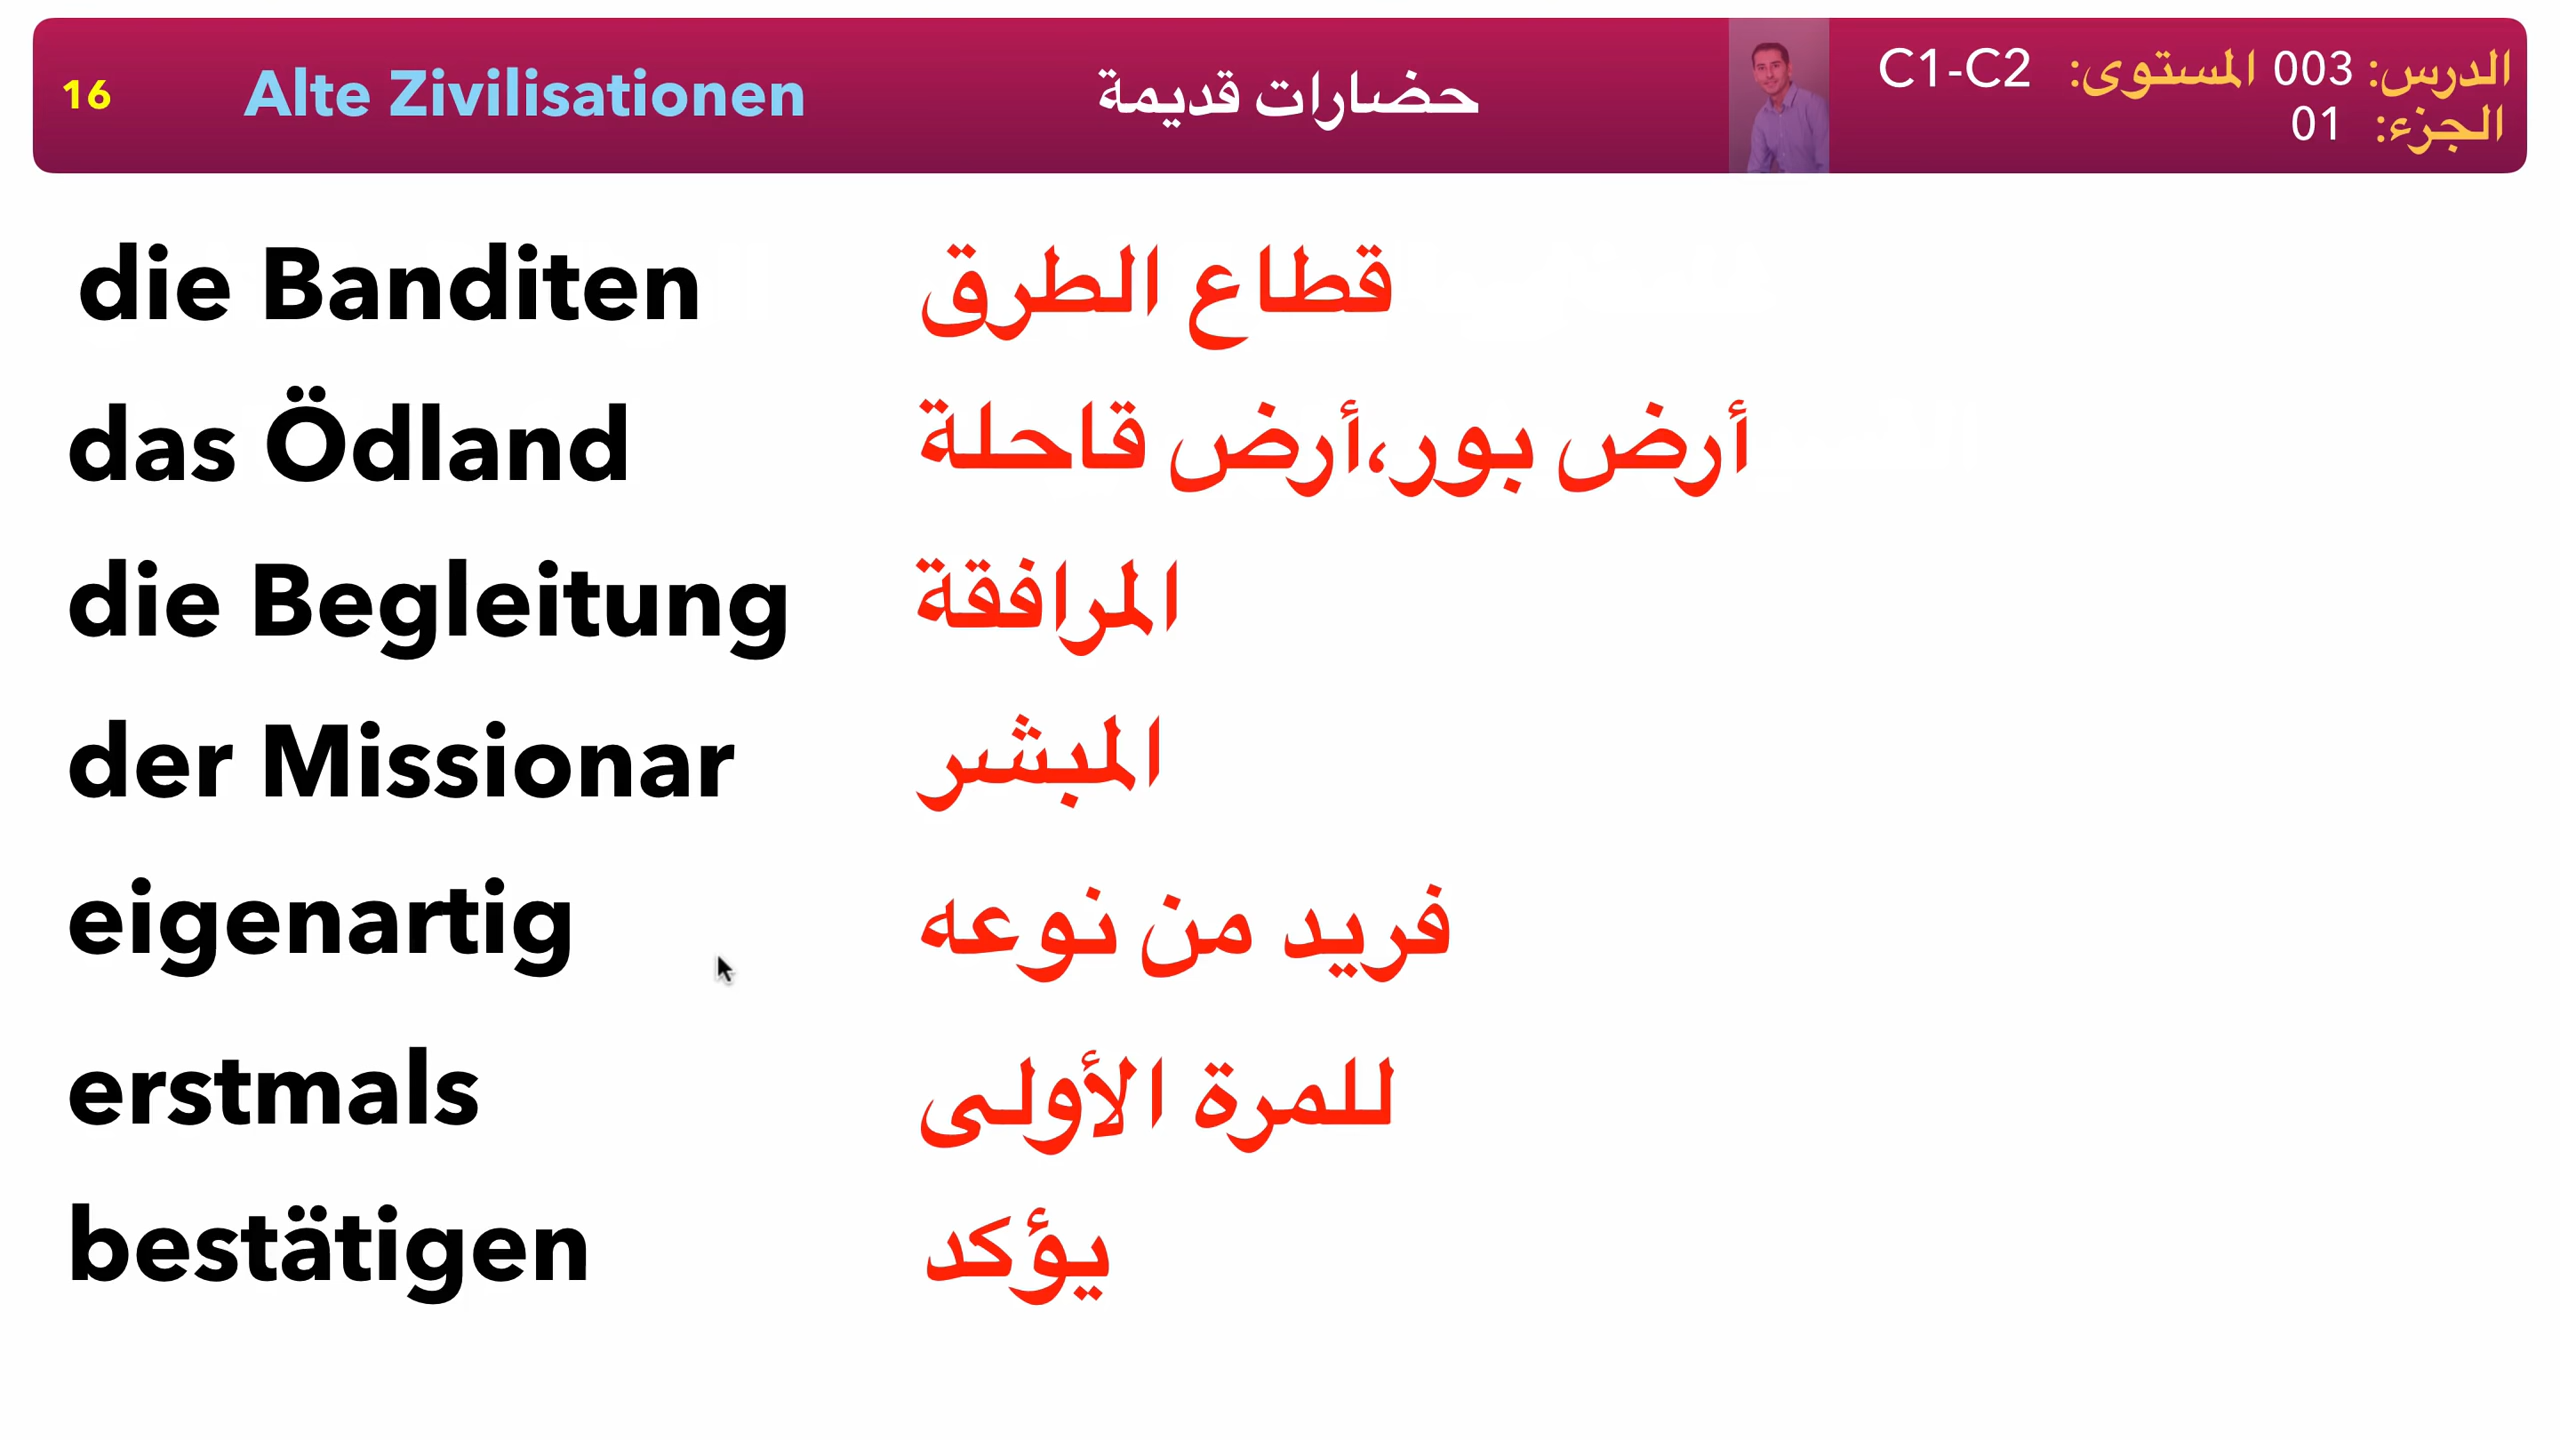 16 Alte Zivilisationen حضارات قديمة الدرس: 003 المستوى: C1-C2
الجزء: 01
die Banditen قطاع الطرق
das Ödland أرض بور،أرض قاحلة
die Begleitung المرافقة
der Missionar المبشر
eigenartig فريد من نوعه
erstmals للمرة الأولى
bestätigen يؤكد